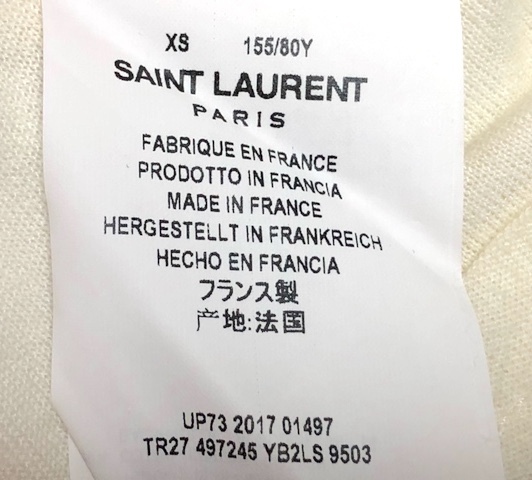 XS 155/80Y
SAINT LAURENT
PARIS
FABRIQUE EN FRANCE
PRODOTTO IN FRANCIA
MADE IN FRANCE
HERGESTELLT IN FRANKREICH
HECHO EN FRANCIA
フランス製
产地:法国
UP73 2017 01497
TR27 497245 YB2LS 9503